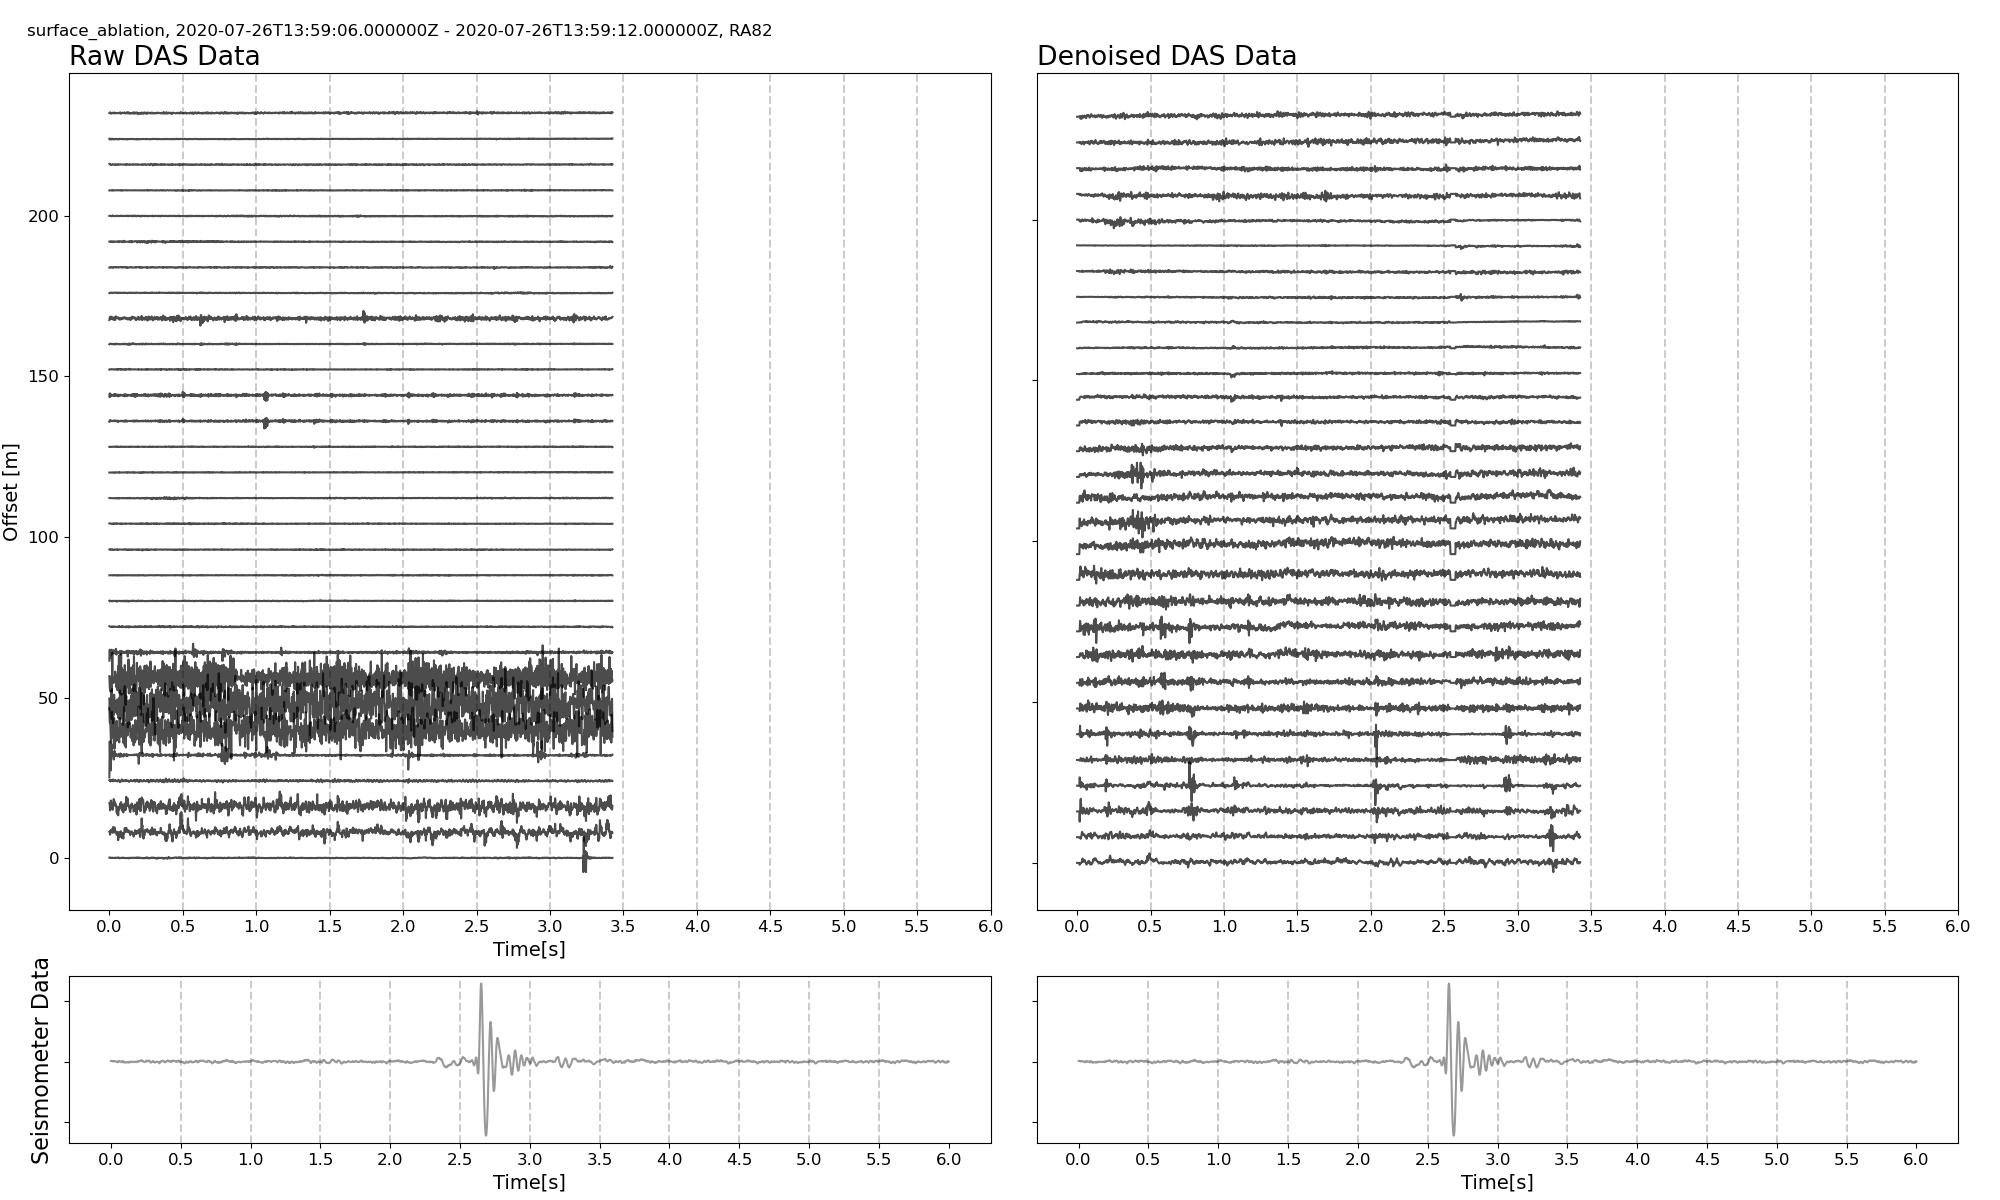 surface_ablation, 2020-07-26T13:59:06.000000Z - 2020-07-26T13:59:12.000000Z, RA82
Raw DAS Data
Denoised DAS Data
Offset [m]
200
150
100
50
0
0.0 0.5 1.0 1.5 2.0 2.5 3.0 3.5 4.0 4.5 5.0 5.5 6.0
Time[s]
0.0 0.5 1.0 1.5 2.0 2.5 3.0 3.5 4.0 4.5 5.0 5.5 6.0
Seismometer Data
0.0 0.5 1.0 1.5 2.0 2.5 3.0 3.5 4.0 4.5 5.0 5.5 6.0
Time[s]
0.0 0.5 1.0 1.5 2.0 2.5 3.0 3.5 4.0 4.5 5.0 5.5 6.0
Time[s]